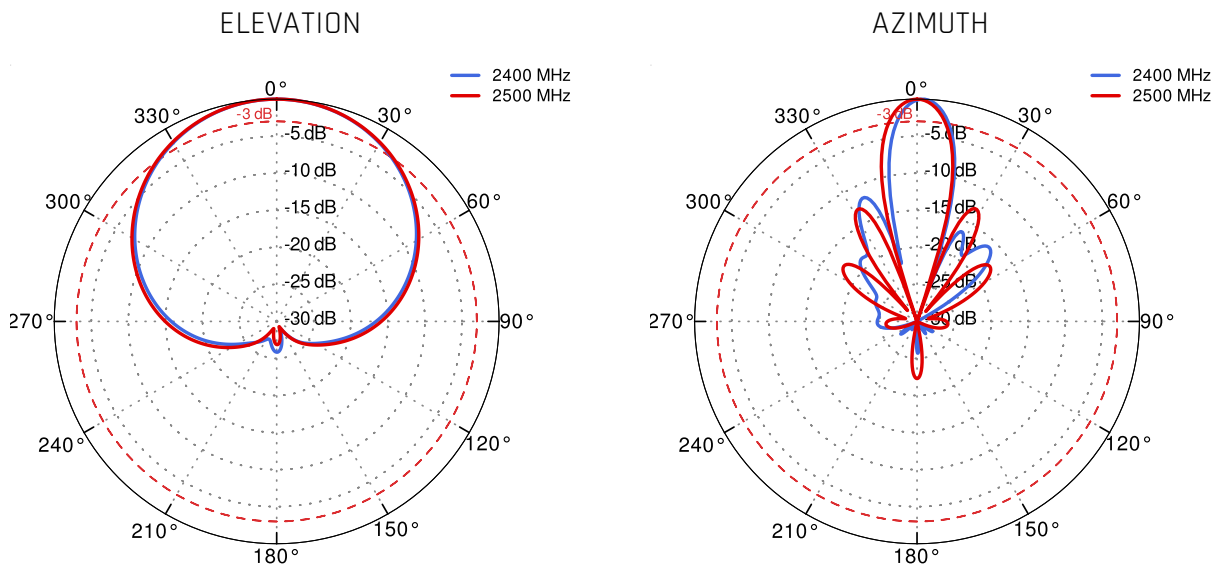 ELEVATION
2400 MHz
2500 MHz
0°
-3 dB
330°
30°
-5 dB
-10 dB
300°
60°
-15 dB
-20 dB
-25 dB
-30 dB
270°
90°
240°
120°
210°
150°
180°
AZIMUTH
2400 MHz
2500 MHz
0°
-3 dB
330°
30°
-5 dB
-10 dB
300°
60°
-15 dB
-20 dB
-25 dB
-30 dB
270°
90°
240°
120°
210°
150°
180°